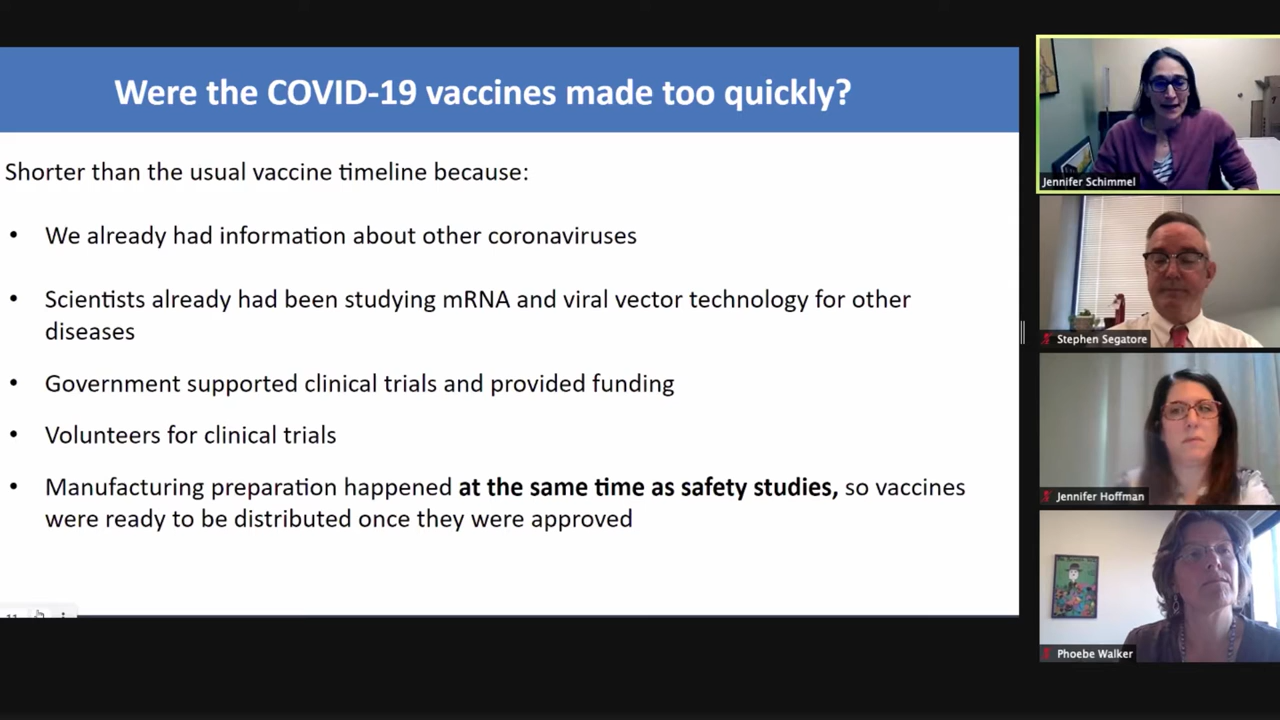 Were the COVID-19 vaccines made too quickly?
Shorter than the usual vaccine timeline because:
• We already had information about other coronaviruses
• Scientists already had been studying mRNA and viral vector technology for other
diseases
• Government supported clinical trials and provided funding
• Volunteers for clinical trials
• Manufacturing preparation happened at the same time as safety studies, so vaccines
were ready to be distributed once they were approved
Jennifer Schimmel
Stephen Segatore
Jennifer Hoffman
Phoebe Walker